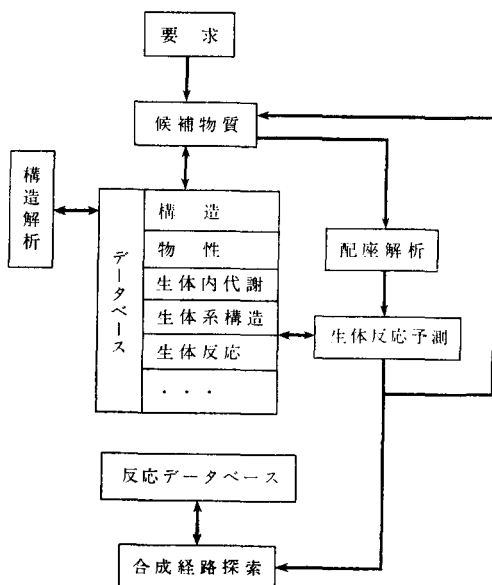 要求
候補物質
構造解析
データベース
構造
物性
生体内代謝
生体系構造
生体反応
・・・
配座解析
生体反応予測
反応データベース
合成経路探索